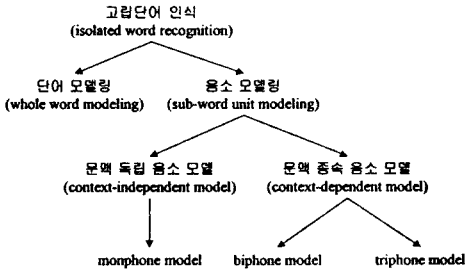 고립단어 인식
(isolated word recognition)
단어 모델링
(whole word modeling)
음소 모델링
(sub-word unit modeling)
문맥 독립 음소 모델
(context-independent model)
문맥 종속 음소 모델
(context-dependent model)
monphone model
biphone model
triphone model